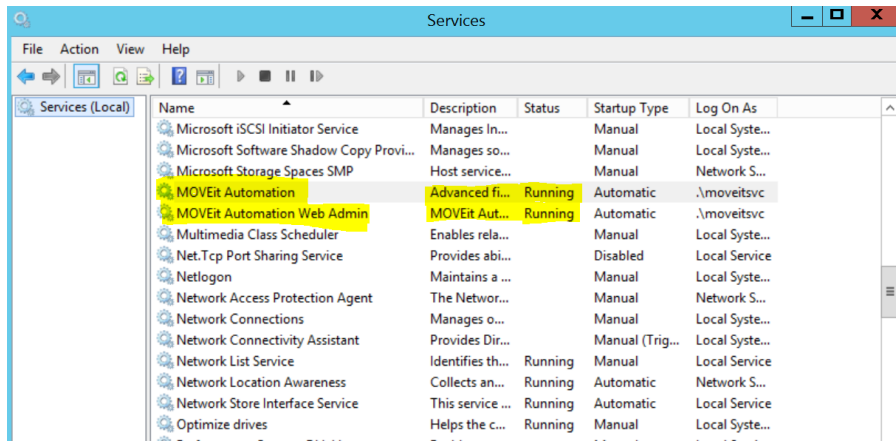 Services
File Action View Help
Services (Local)
Name Description Status Startup Type Log On As
Microsoft iSCSI Initiator Service Manages In... Manual Local Syste...
Microsoft Software Shadow Copy Provi... Manages so... Manual Local Syste...
Microsoft Storage Spaces SMP Host service... Manual Network S...
MOVEit Automation Advanced fi... Running Automatic .\moveitsvc
MOVEit Automation Web Admin MOVEit Aut... Running Automatic .\moveitsvc
Multimedia Class Scheduler Enables rela... Manual Local Syste...
Net.Tcp Port Sharing Service Provides abi... Disabled Local Service
Netlogon Maintains a ... Manual Local Syste...
Network Access Protection Agent The Networ... Manual Network S...
Network Connections Manages o... Manual Local Syste...
Network Connectivity Assistant Provides Dir... Manual (Trig... Local Syste...
Network List Service Identifies th... Running Manual Local Service
Network Location Awareness Collects an... Running Automatic Network S...
Network Store Interface Service This service ... Running Automatic Local Service
Optimize drives Helps the c... Running Manual Local Syste...